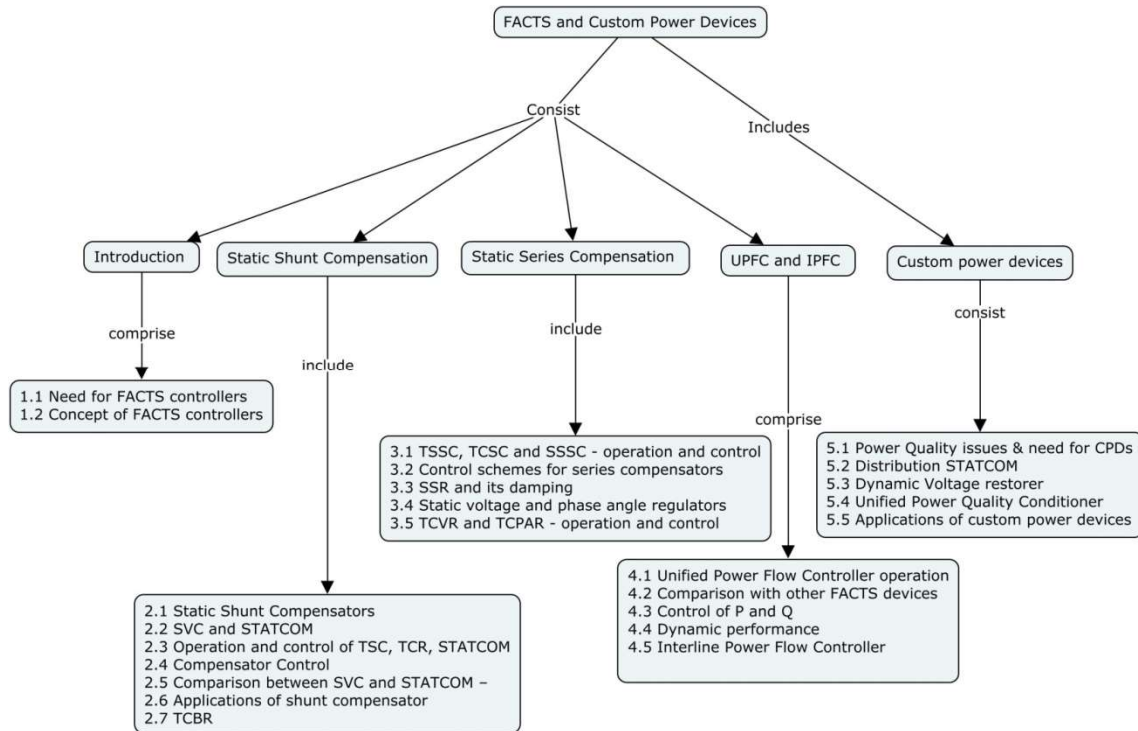 FACTS and Custom Power Devices
Consist
Includes
Introduction
Static Shunt Compensation
Static Series Compensation
UPFC and IPFC
Custom power devices
comprise
include
include
comprise
consist
1.1 Need for FACTS controllers
1.2 Concept of FACTS controllers
2.1 Static Shunt Compensators
2.2 SVC and STATCOM
2.3 Operation and control of TSC, TCR, STATCOM
2.4 Compensator Control
2.5 Comparison between SVC and STATCOM –
2.6 Applications of shunt compensator
2.7 TCBR
3.1 TSSC, TCSC and SSSC - operation and control
3.2 Control schemes for series compensators
3.3 SSR and its damping
3.4 Static voltage and phase angle regulators
3.5 TCVR and TCPAR - operation and control
4.1 Unified Power Flow Controller operation
4.2 Comparison with other FACTS devices
4.3 Control of P and Q
4.4 Dynamic performance
4.5 Interline Power Flow Controller
5.1 Power Quality issues & need for CPDs
5.2 Distribution STATCOM
5.3 Dynamic Voltage restorer
5.4 Unified Power Quality Conditioner
5.5 Applications of custom power devices